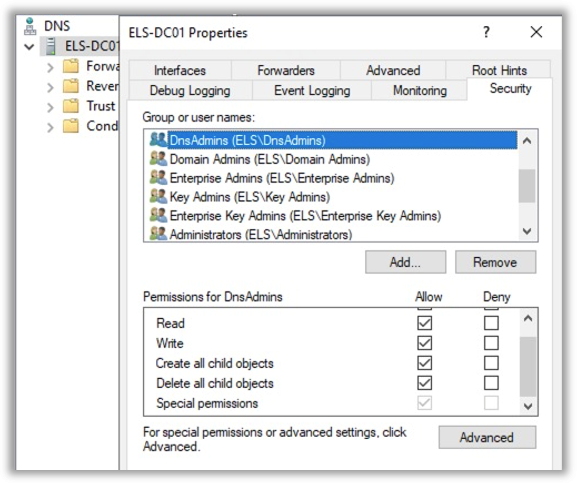 DNS
ELS-DC01
Forwa
Rever
Trust
Cond
ELS-DC01 Properties
?
Interfaces Forwarders Advanced Root Hints
Debug Logging Event Logging Monitoring Security
Group or user names:
DnsAdmins (ELS\DnsAdmins)
Domain Admins (ELS\Domain Admins)
Enterprise Admins (ELS\Enterprise Admins)
Key Admins (ELS\Key Admins)
Enterprise Key Admins (ELS\Enterprise Key Admins)
Administrators (ELS\Administrators)
Add... Remove
Permissions for DnsAdmins Allow Deny
Read
Write
Create all child objects
Delete all child objects
Special permissions
For special permissions or advanced settings, click
Advanced.
Advanced